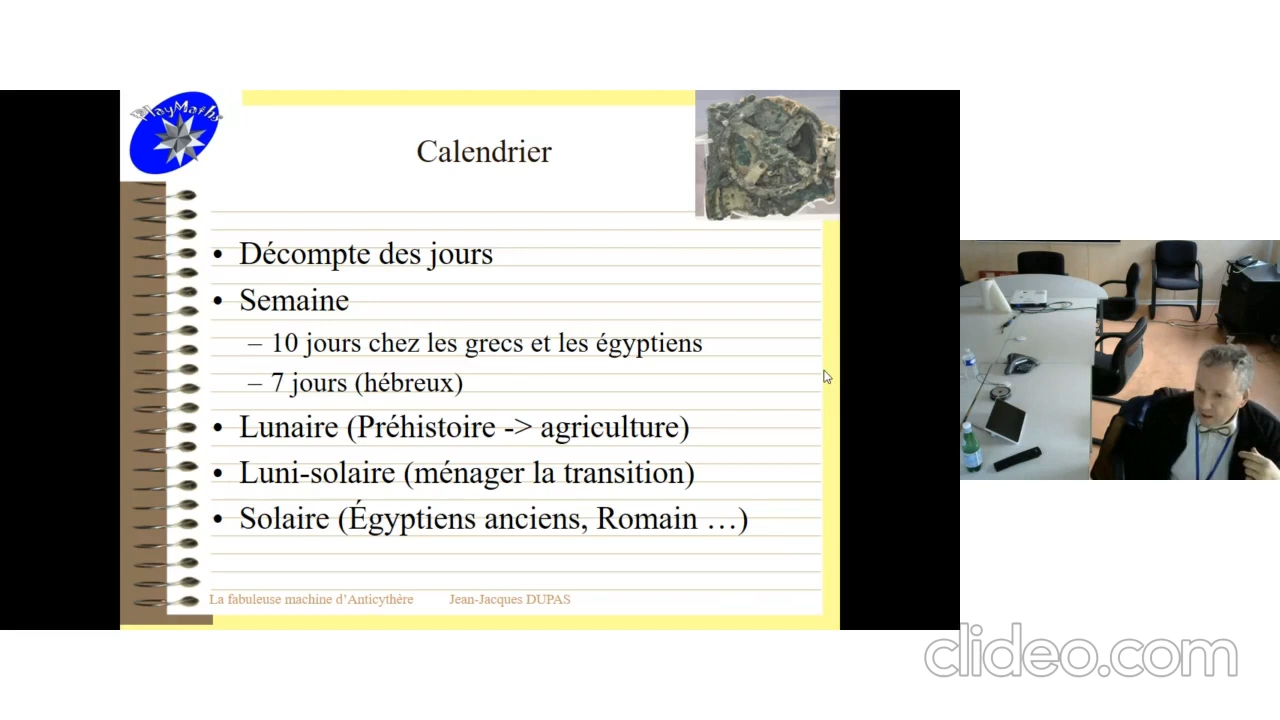 PlayMaths
Calendrier
• Décompte des jours
• Semaine
– 10 jours chez les grecs et les égyptiens
– 7 jours (hébreux)
• Lunaire (Préhistoire -> agriculture)
• Luni-solaire (ménager la transition)
• Solaire (Égyptiens anciens, Romain …)
La fabuleuse machine d’Anticythère Jean-Jacques DUPAS
clideo.com